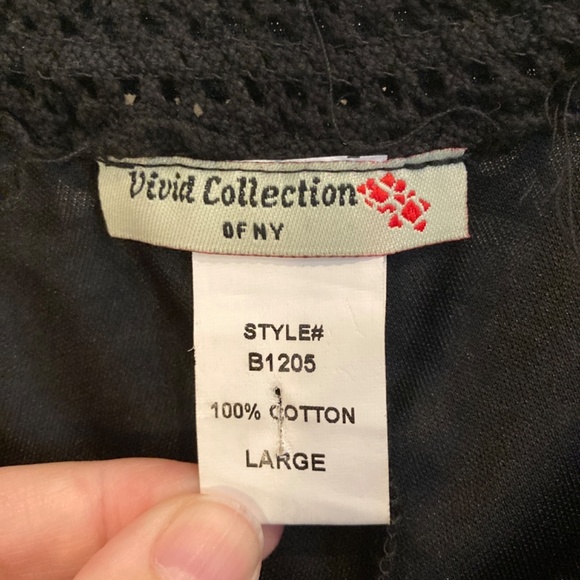 Vivid Collection
OF NY
STYLE#
B1205
100% COTTON
LARGE